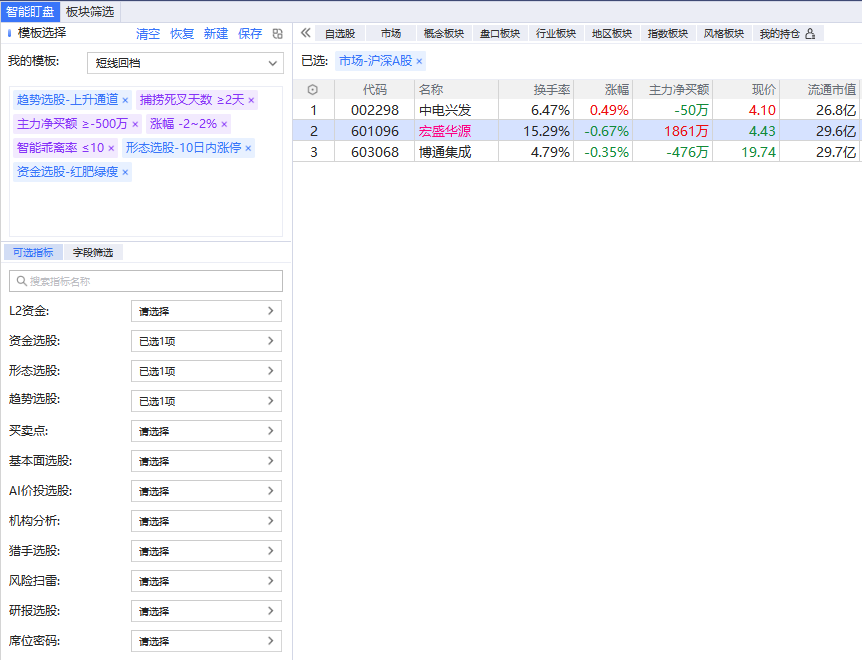 智能盯盘 板块筛选
模板选择 清空 恢复 新建 保存
我的模板: 短线回档
趋势选股-上升通道 × 捕捞死叉天数 ≥2天 ×
主力净买额 ≥-500万 × 涨幅 -2~2% ×
智能乖离率 ≤10 × 形态选股-10日内涨停 ×
资金选股-红肥绿瘦 ×
可选指标 字段筛选
搜索指标名称
L2资金: 请选择
资金选股: 已选1项
形态选股: 已选1项
趋势选股: 已选1项
买卖点: 请选择
基本面选股: 请选择
AI价投选股: 请选择
机构分析: 请选择
猎手选股: 请选择
风险扫雷: 请选择
研报选股: 请选择
席位密码: 请选择
自选股 市场 概念板块 盘口板块 行业板块 地区板块 指数板块 风格板块 我的持仓
已选: 市场-沪深A股 ×
代码 名称 换手率 涨幅 主力净买额 现价 流通市值
1 002298 中电兴发 6.47% 0.49% -50万 4.10 26.8亿
2 601096 宏盛华源 15.29% -0.67% 1861万 4.43 29.6亿
3 603068 博通集成 4.79% -0.35% -476万 19.74 29.7亿